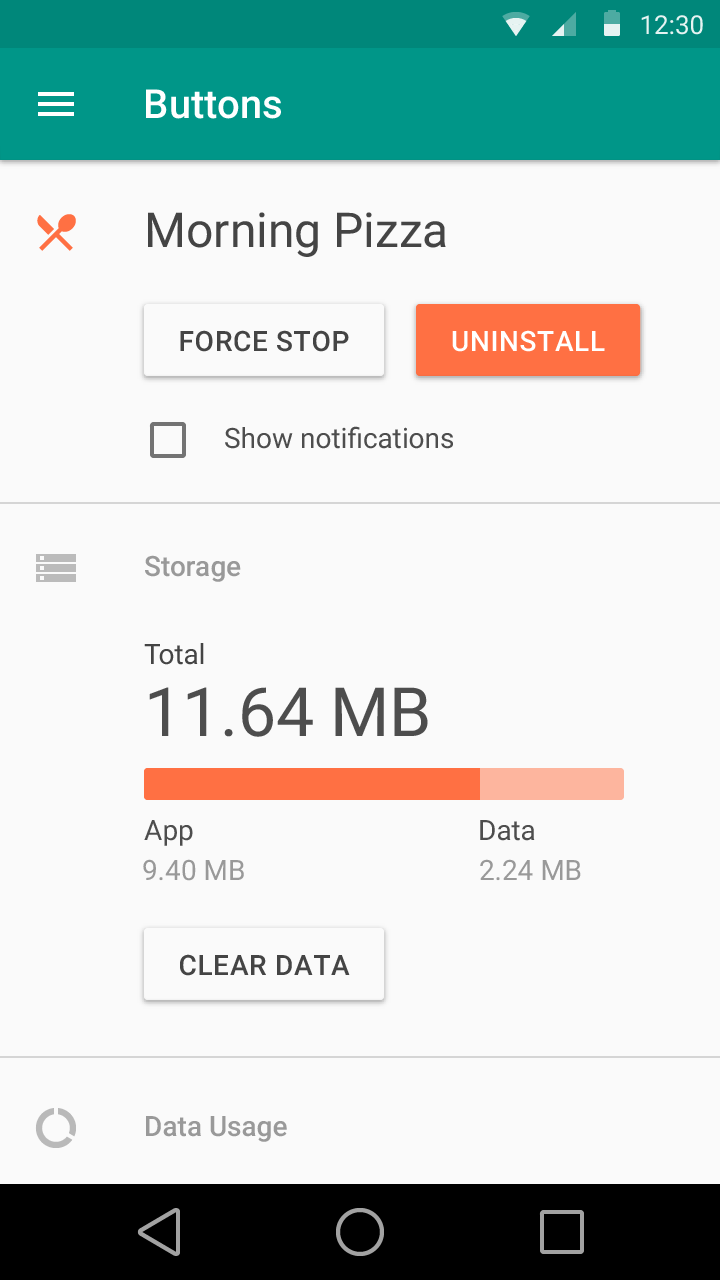 12:30
Buttons
Morning Pizza
FORCE STOP UNINSTALL
Show notifications
Storage
Total
11.64 MB
App Data
9.40 MB 2.24 MB
CLEAR DATA
Data Usage